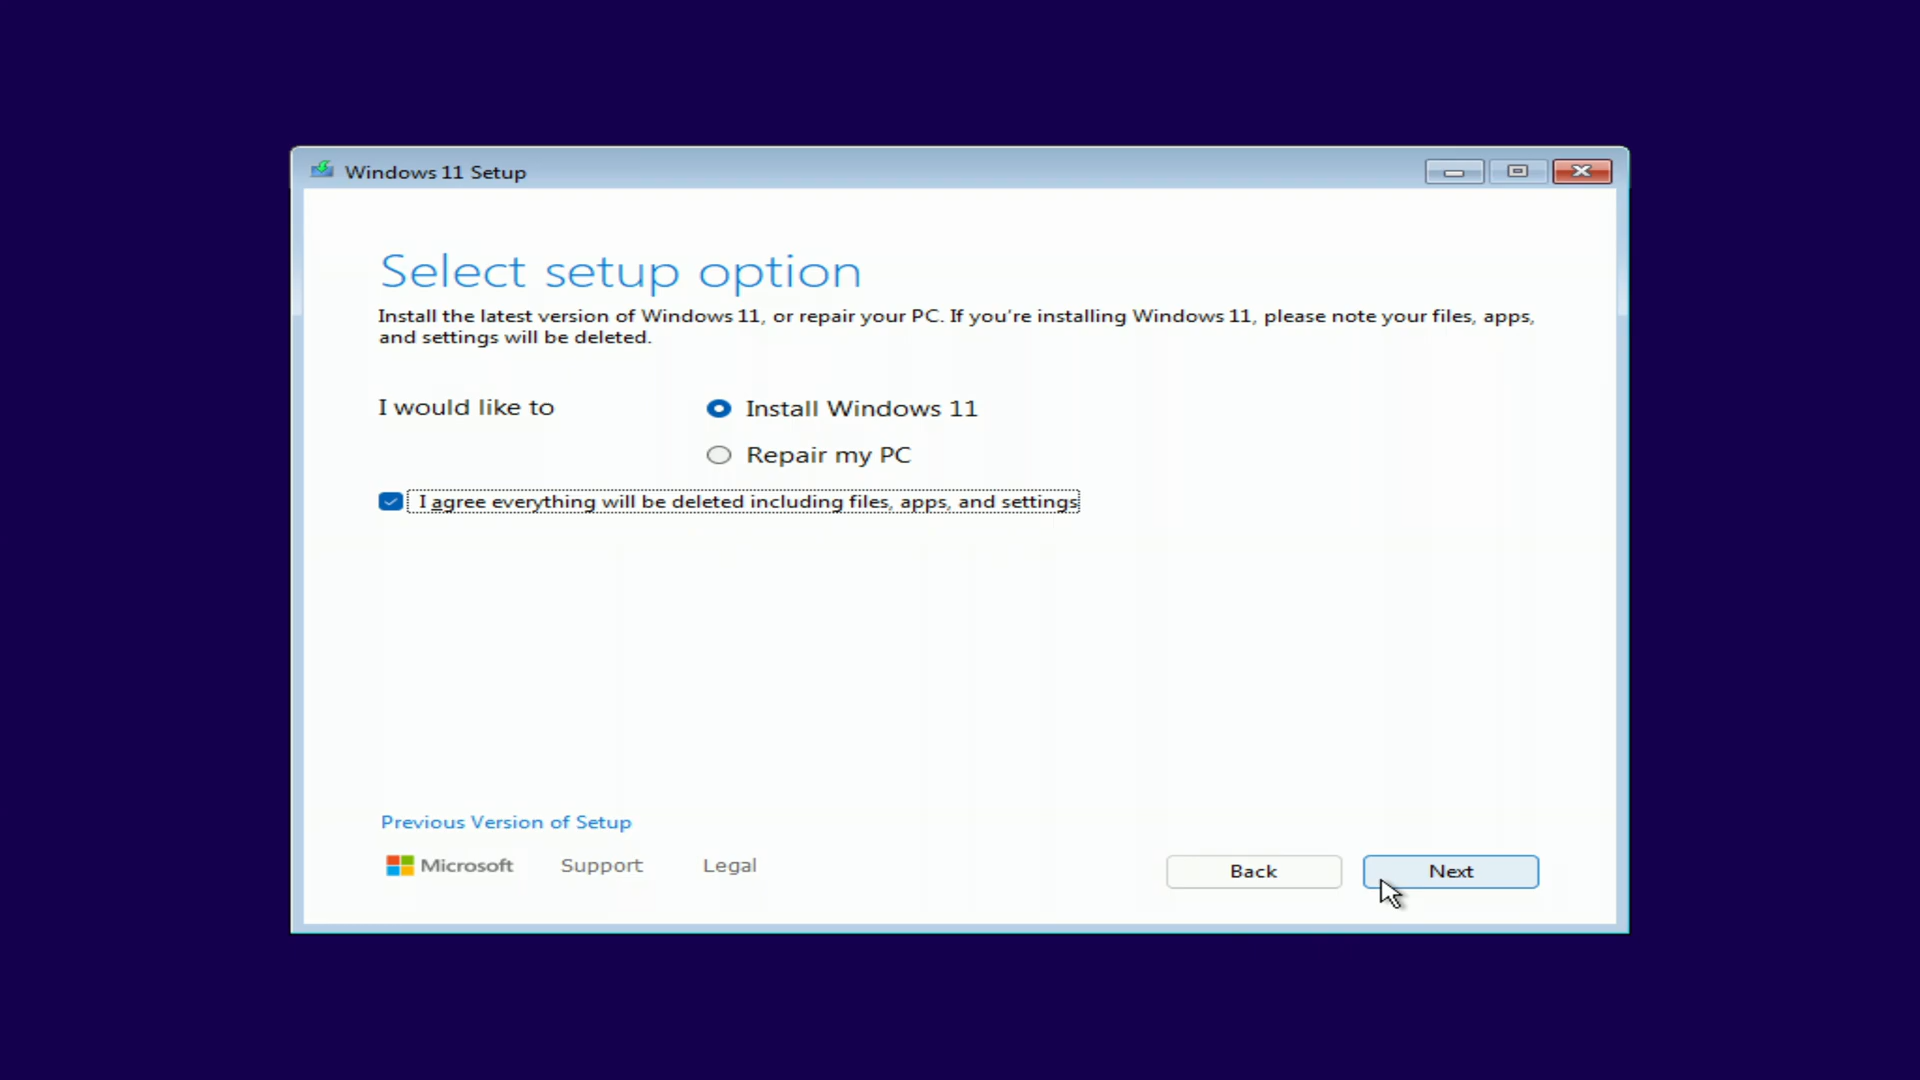 Windows 11 Setup
Select setup option
Install the latest version of Windows 11, or repair your PC. If you're installing Windows 11, please note your files, apps,
and settings will be deleted.
I would like to
Install Windows 11
Repair my PC
I agree everything will be deleted including files, apps, and settings
Previous Version of Setup
Microsoft Support Legal
Back Next